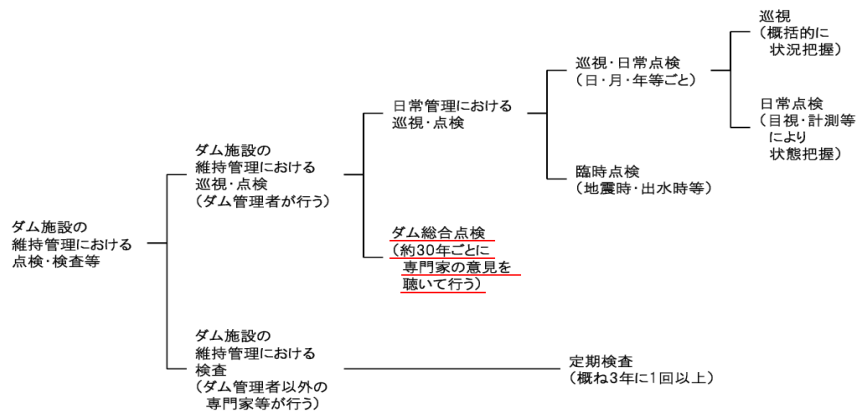 ダム施設の
維持管理における
点検・検査等
ダム施設の
維持管理における
巡視・点検
(ダム管理者が行う)
日常管理における
巡視・点検
巡視・日常点検
(日・月・年等ごと)
巡視
(概括的に
状況把握)
日常点検
(目視・計測等
により
状態把握)
臨時点検
(地震時・出水時等)
ダム総合点検
(約30年ごとに
専門家の意見を
聴いて行う)
ダム施設の
維持管理における
検査
(ダム管理者以外の
専門家等が行う)
定期検査
(概ね3年に1回以上)